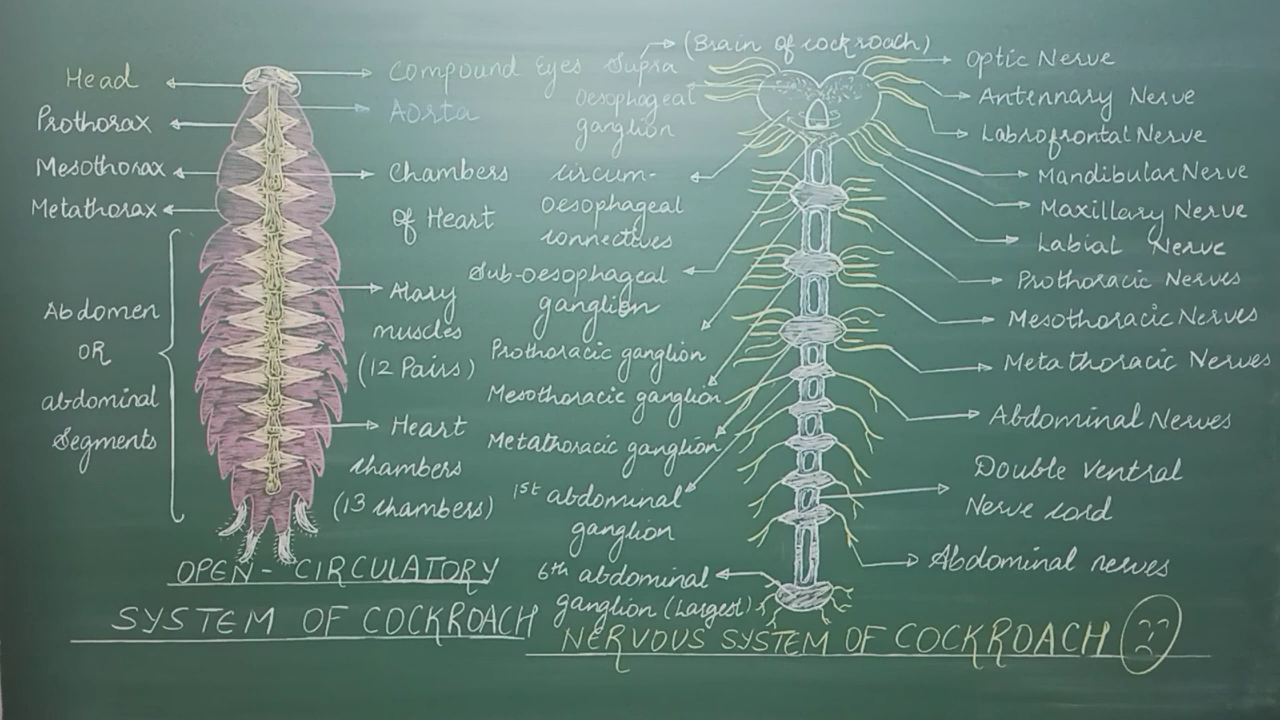 Head
Prothorax
Mesothorax
Metathorax
Abdomen
OR
abdominal
Segments
Compound Eyes
Aorta
Chambers
of Heart
Alary
muscles
(12 Pairs)
Heart
chambers
(13 chambers)
OPEN - CIRCULATORY
SYSTEM OF COCKROACH
(Brain of cockroach)
Supra
Oesophageal
ganglion
circum-
Oesophageal
connectives
Sub-oesophageal
ganglion
Prothoracic ganglion
Mesothoracic ganglion
Metathoracic ganglion
1st abdominal
ganglion
6th abdominal
ganglion (Largest)
Optic Nerve
Antennary Nerve
Labrofrontal Nerve
Mandibular Nerve
Maxillary Nerve
Labial Nerve
Prothoracic Nerves
Mesothoracic Nerves
Metathoracic Nerves
Abdominal Nerves
Double Ventral
Nerve cord
Abdominal nerves
NERVOUS SYSTEM OF COCKROACH